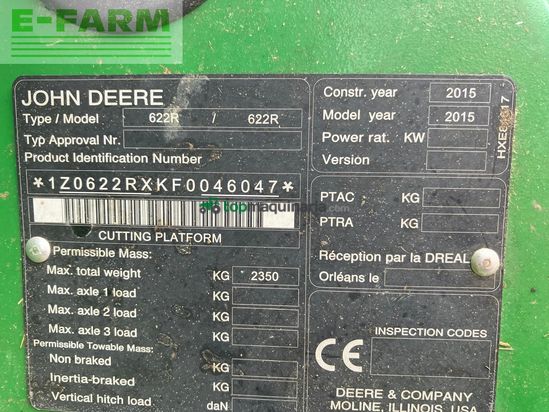 E-FARM
JOHN DEERE
Type / Model 622R / 622R
Typ Approval Nr.
Product Identification Number
*1Z0622RXKF0046047*
topmaquinaria.com
CUTTING PLATFORM
Permissible Mass:
Max. total weight KG 2350
Max. axle 1 load KG
Max. axle 2 load KG
Max. axle 3 load KG
Permissible Towable Mass:
Non braked KG
Inertia-braked KG
Vertical hitch load daN
Constr. year 2015
Model year 2015
Power rat. KW
Version
PTAC KG
PTRA KG
Réception par la DREAL
Orléans le
INSPECTION CODES
CE
DEERE & COMPANY
MOLINE, ILLINOIS, USA